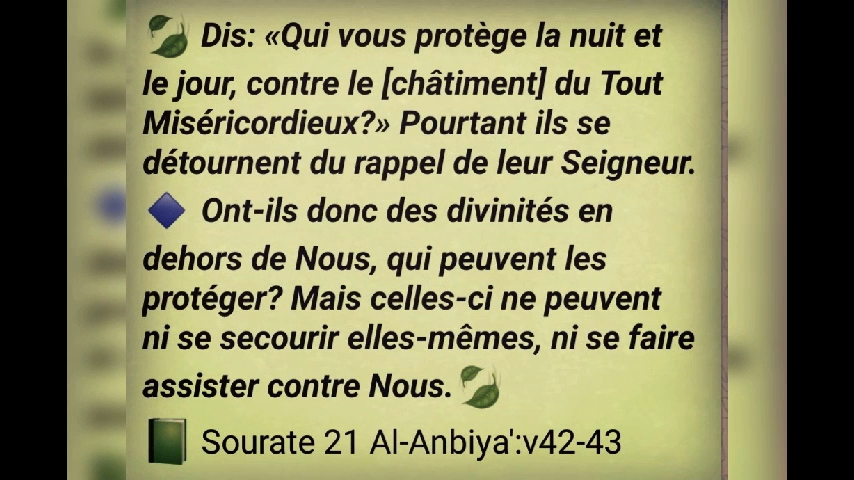 Dis: «Qui vous protège la nuit et
le jour, contre le [châtiment] du Tout
Miséricordieux?» Pourtant ils se
détournent du rappel de leur Seigneur.
Ont-ils donc des divinités en
dehors de Nous, qui peuvent les
protéger? Mais celles-ci ne peuvent
ni se secourir elles-mêmes, ni se faire
assister contre Nous.
Sourate 21 Al-Anbiya':v42-43